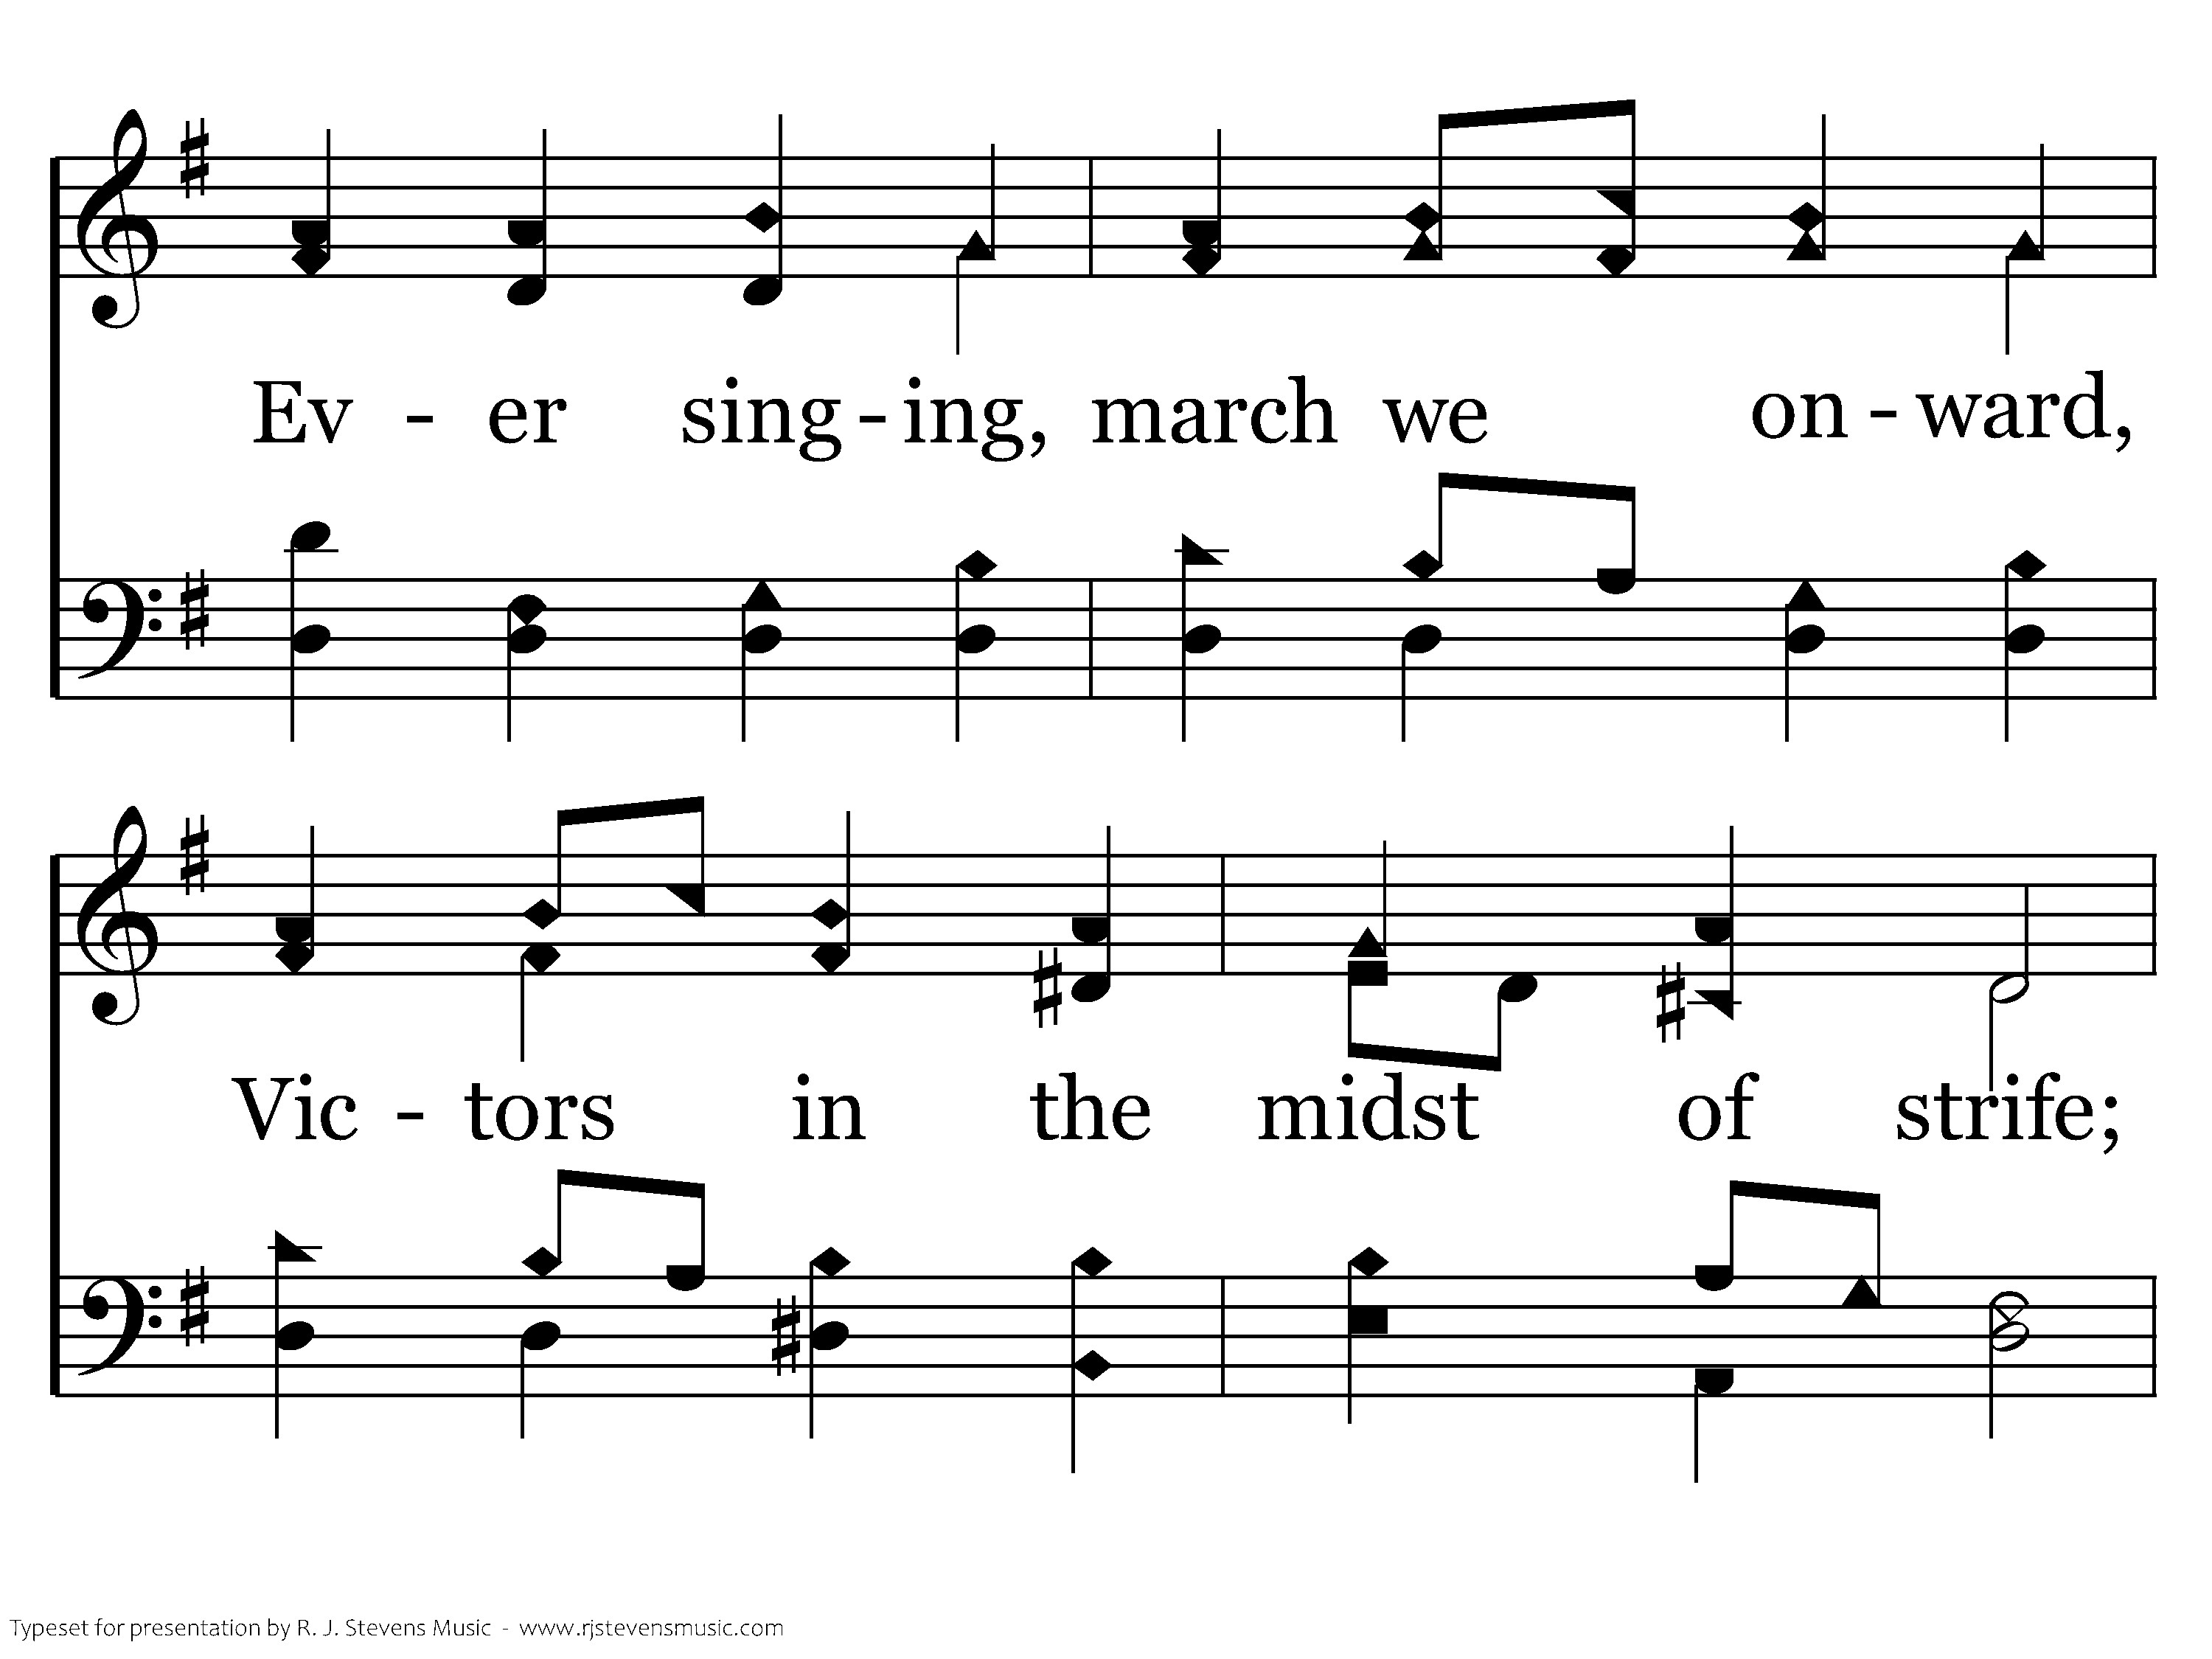 Ev - er sing - ing, march we on - ward,
Vic - tors in the midst of strife;
Typeset for presentation by R. J. Stevens Music - www.rjstevensmusic.com